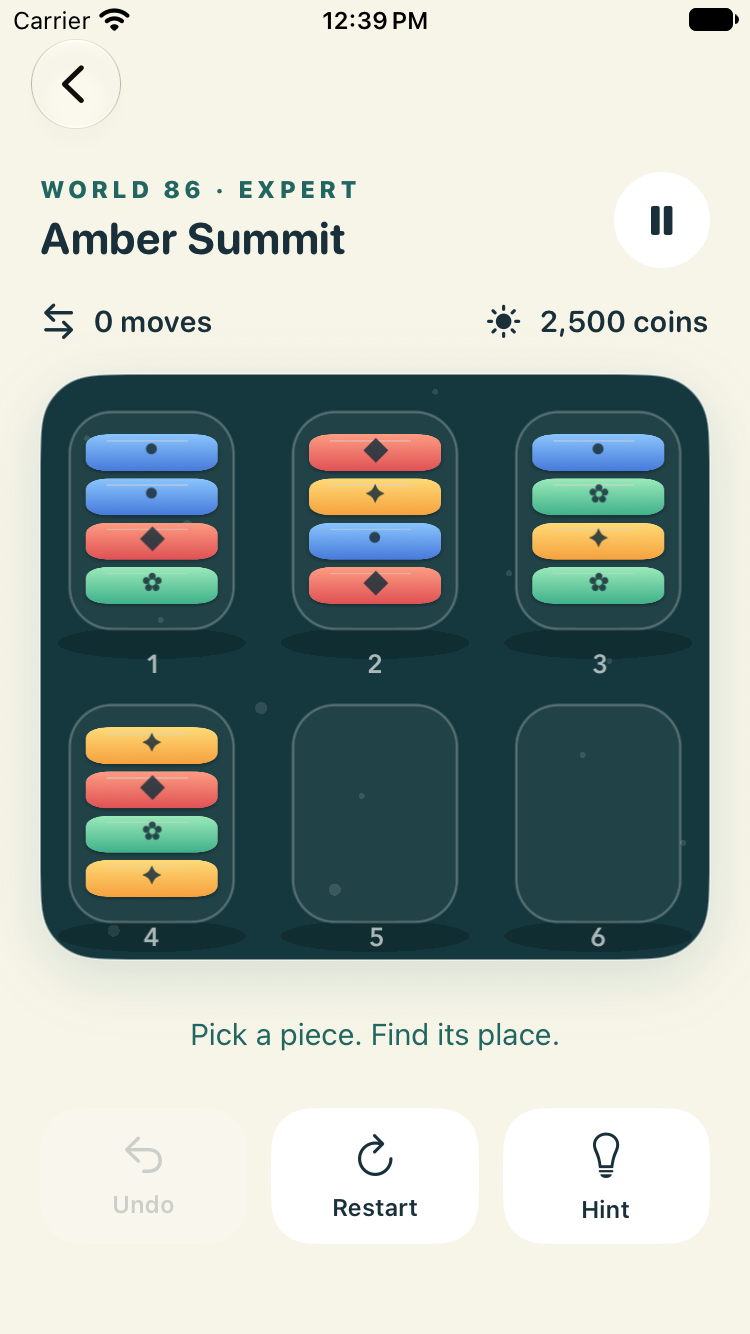 Carrier 12:39 PM
WORLD 86 · EXPERT
Amber Summit
0 moves 2,500 coins
1 2 3
4 5 6
Pick a piece. Find its place.
Undo Restart Hint